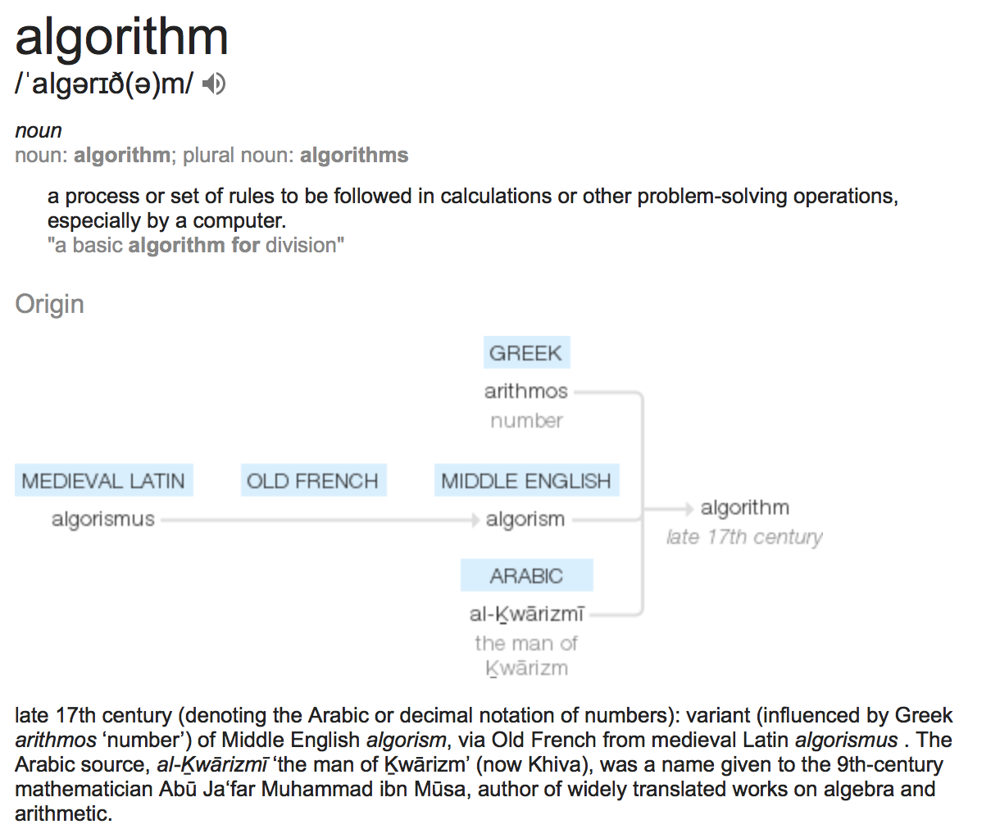 algorithm
/ˈalɡərɪð(ə)m/
noun
noun: algorithm; plural noun: algorithms
a process or set of rules to be followed in calculations or other problem-solving operations,
especially by a computer.
"a basic algorithm for division"
Origin
GREEK
arithmos
number
MEDIEVAL LATIN OLD FRENCH MIDDLE ENGLISH
algorismus algorism
algorithm
late 17th century
ARABIC
al-Ḵwārizmī
the man of
Ḵwārizm
late 17th century (denoting the Arabic or decimal notation of numbers): variant (influenced by Greek
arithmos ‘number’) of Middle English algorism, via Old French from medieval Latin algorismus . The
Arabic source, al-Ḵwārizmī ‘the man of Ḵwārizm’ (now Khiva), was a name given to the 9th-century
mathematician Abū Ja‘far Muhammad ibn Mūsa, author of widely translated works on algebra and
arithmetic.